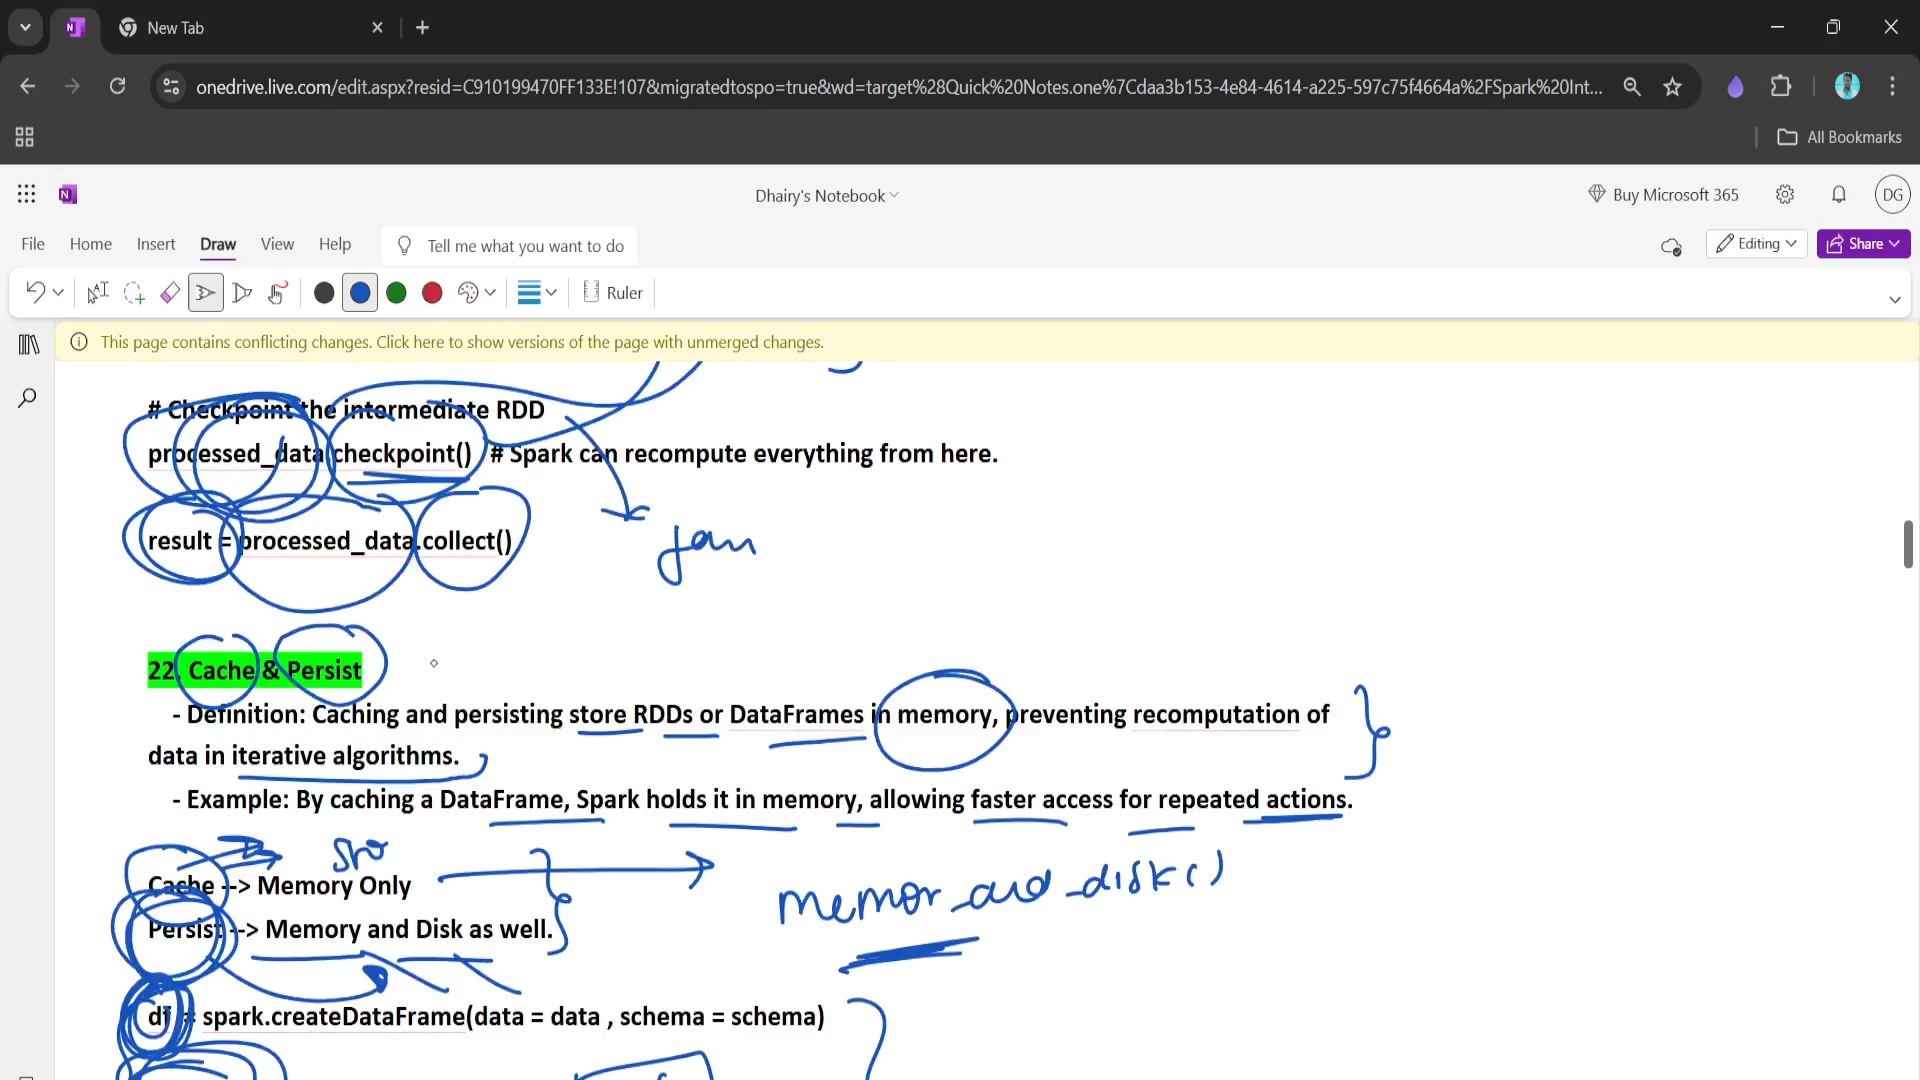 New Tab
onedrive.live.com/edit.aspx?resid=C910199470FF133E!107&migratedtospo=true&wd=target%28Quick%20Notes.one%7Cdaa3b153-4e84-4614-a225-597c75f4664a%2FSpark%20Int...
All Bookmarks
Dhairy's Notebook
Buy Microsoft 365
DG
File Home Insert Draw View Help
Tell me what you want to do
Editing
Share
Ruler
This page contains conflicting changes. Click here to show versions of the page with unmerged changes.
# Checkpoint the intermediate RDD
processed_data.checkpoint() # Spark can recompute everything from here.
result = processed_data.collect()
22. Cache & Persist
- Definition: Caching and persisting store RDDs or DataFrames in memory, preventing recomputation of
data in iterative algorithms.
- Example: By caching a DataFrame, Spark holds it in memory, allowing faster access for repeated actions.
Cache --> Memory Only
memor_and_disk()
Persist --> Memory and Disk as well.
df = spark.createDataFrame(data = data , schema = schema)